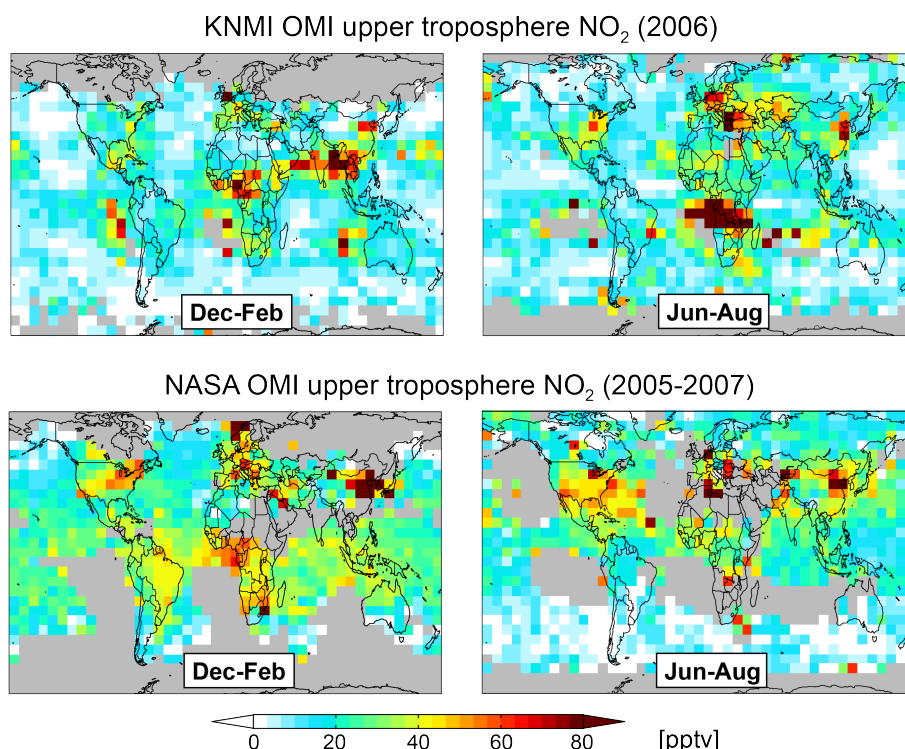 KNMI OMI upper troposphere NO₂ (2006)
Dec-Feb
Jun-Aug
NASA OMI upper troposphere NO₂ (2005-2007)
Dec-Feb
Jun-Aug
0 20 40 60 80 [pptv]